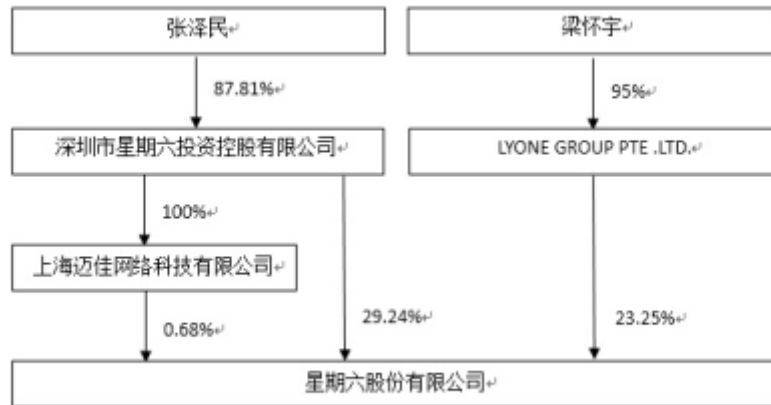 张泽民↵
梁怀宇↵
87.81%↵
95%↵
深圳市星期六投资控股有限公司↵
LYONE GROUP PTE .LTD.↵
100%↵
上海迈佳网络科技有限公司↵
0.68%↵
29.24%↵
23.25%↵
星期六股份有限公司↵